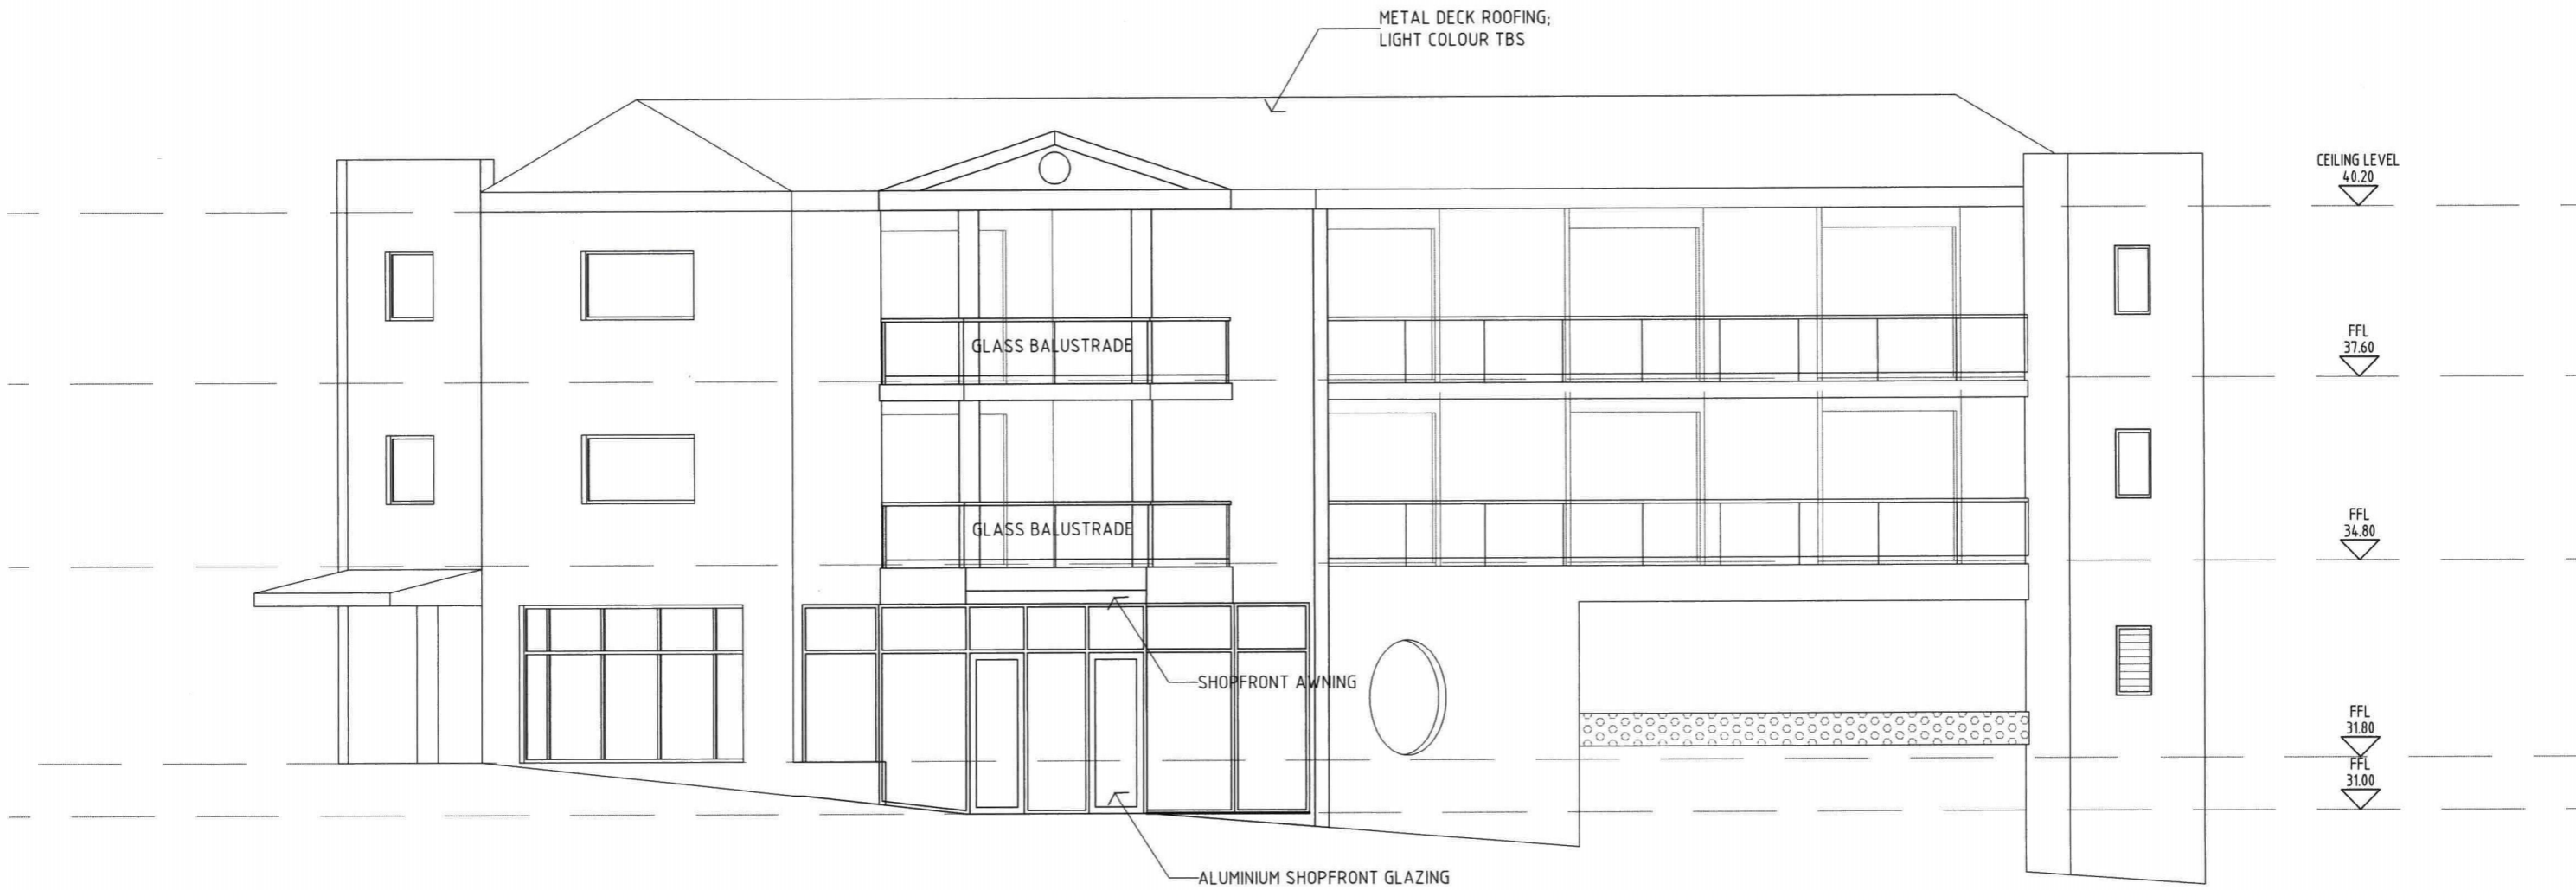 METAL DECK ROOFING;
LIGHT COLOUR TBS
CEILING LEVEL
40.20
FFL
37.60
GLASS BALUSTRADE
FFL
34.80
GLASS BALUSTRADE
SHOPFRONT AWNING
FFL
31.80
FFL
31.00
ALUMINIUM SHOPFRONT GLAZING